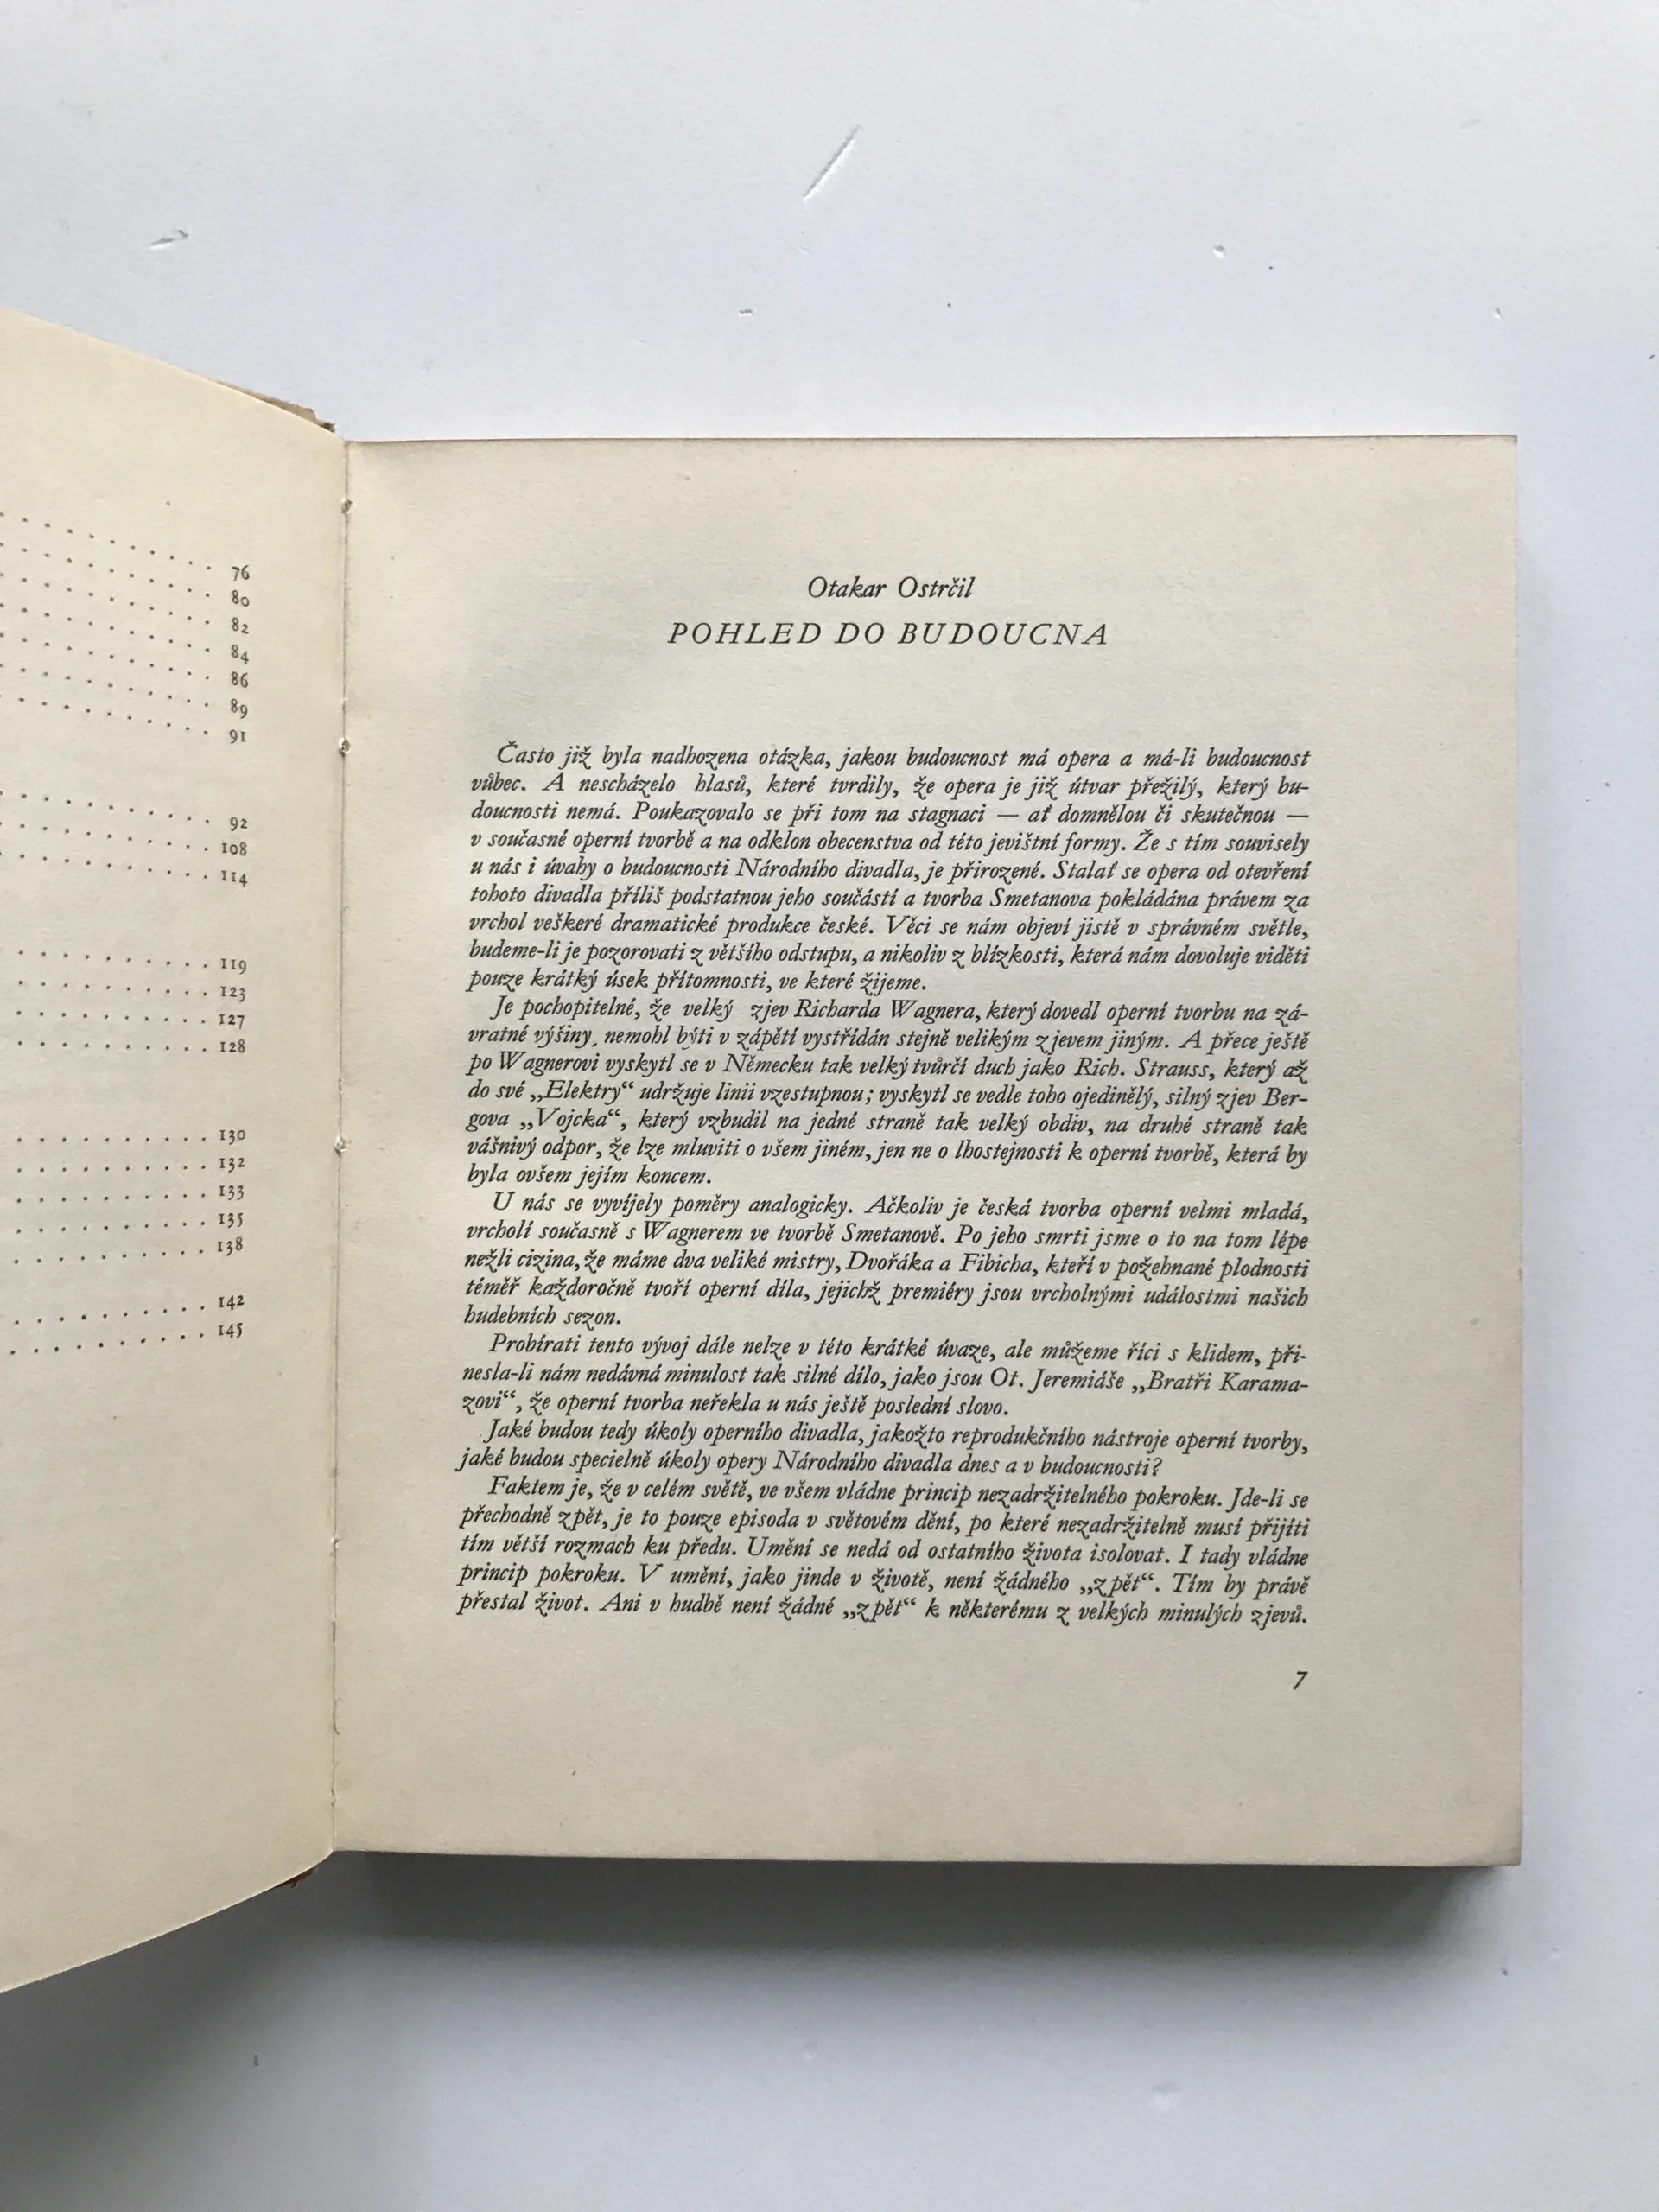 76
80
82
84
86
89
91
92
108
114
119
123
127
128
130
132
133
135
138
142
145
Otakar Ostrčil
POHLED DO BUDOUCNA
Často již byla nadhozena otázka, jakou budoucnost má opera a má-li budoucnost
vůbec. A nescházelo hlasů, které tvrdily, že opera je již útvar přežilý, který bu-
doucnosti nemá. Poukazovalo se při tom na stagnaci — ať domnělou či skutečnou —
v současné operní tvorbě a na odklon obecenstva od této jevištní formy. Že s tím souvisely
u nás i úvahy o budoucnosti Národního divadla, je přirozené. Stalať se opera od otevření
tohoto divadla příliš podstatnou jeho součástí a tvorba Smetanova pokládána právem za
vrchol veškeré dramatické produkce české. Věci se nám objeví jistě v správném světle,
budeme-li je pozorovati z většího odstupu, a nikoliv z blízkosti, která nám dovoluje viděti
pouze krátký úsek přítomnosti, ve které žijeme.
Je pochopitelné, že velký zjev Richarda Wagnera, který dovedl operní tvorbu na zá-
vratné výšiny, nemohl býti v zápětí vystřídán stejně velikým zjevem jiným. A přece ještě
po Wagnerovi vyskytl se v Německu tak velký tvůrčí duch jako Rich. Strauss, který až
do své „Elektry“ udržuje linii vzestupnou; vyskytl se vedle toho ojedinělý, silný zjev Ber-
gova „Vojcka“, který vzbudil na jedné straně tak velký obdiv, na druhé straně tak
vášnivý odpor, že lze mluviti o všem jiném, jen ne o lhostejnosti k operní tvorbě, která by
byla ovšem jejím koncem.
U nás se vyvíjely poměry analogicky. Ačkoliv je česká tvorba operní velmi mladá,
vrcholí současně s Wagnerem ve tvorbě Smetanově. Po jeho smrti jsme o to na tom lépe
nežli cizina, že máme dva veliké mistry, Dvořáka a Fibicha, kteří v požehnané plodnosti
téměř každoročně tvoří operní díla, jejichž premiéry jsou vrcholnými událostmi našich
hudebních sezon.
Probírati tento vývoj dále nelze v této krátké úvaze, ale můžeme říci s klidem, při-
nesla-li nám nedávná minulost tak silné dílo, jako jsou Ot. Jeremiáše „Bratři Karama-
zovi“, že operní tvorba neřekla u nás ještě poslední slovo.
Jaké budou tedy úkoly operního divadla, jakožto reprodukčního nástroje operní tvorby,
jaké budou specielně úkoly opery Národního divadla dnes a v budoucnosti?
Faktem je, že v celém světě, ve všem vládne princip nezadržitelného pokroku. Jde-li se
přechodně zpět, je to pouze episoda v světovém dění, po které nezadržitelně musí přijíti
tím větší rozmach ku předu. Umění se nedá od ostatního života isolovat. I tady vládne
princip pokroku. V umění, jako jinde v životě, není žádného „zpět“. Tím by právě
přestal život. Ani v hudbě není žádné „zpět“ k některému z velkých minulých zjevů.
7